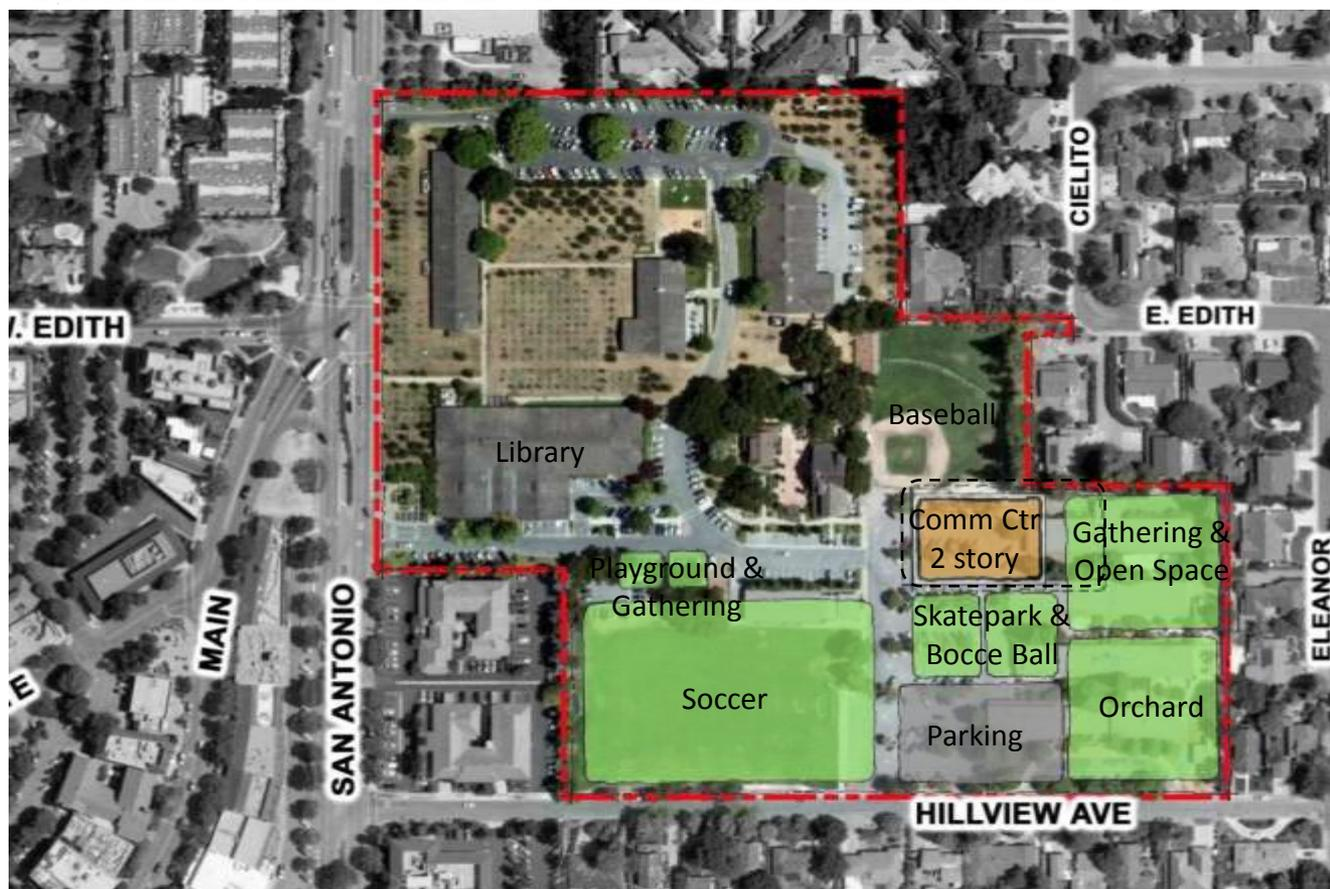 CIELITO
. EDITH
E. EDITH
Baseball
Library
Comm Ctr
2 story
Gathering &
Open Space
Playground &
Gathering
Skatepark &
Bocce Ball
MAIN
SAN ANTONIO
ELEANOR
Soccer
Orchard
Parking
HILLVIEW AVE